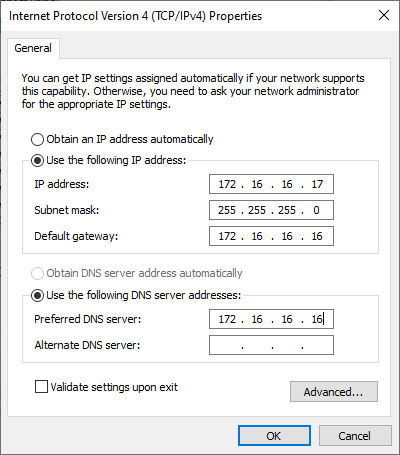 Internet Protocol Version 4 (TCP/IPv4) Properties
General
You can get IP settings assigned automatically if your network supports
this capability. Otherwise, you need to ask your network administrator
for the appropriate IP settings.
Obtain an IP address automatically
Use the following IP address:
IP address: 172 . 16 . 16 . 17
Subnet mask: 255 . 255 . 255 . 0
Default gateway: 172 . 16 . 16 . 16
Obtain DNS server address automatically
Use the following DNS server addresses:
Preferred DNS server: 172 . 16 . 16 . 16
Alternate DNS server: . . .
Validate settings upon exit
Advanced...
OK Cancel